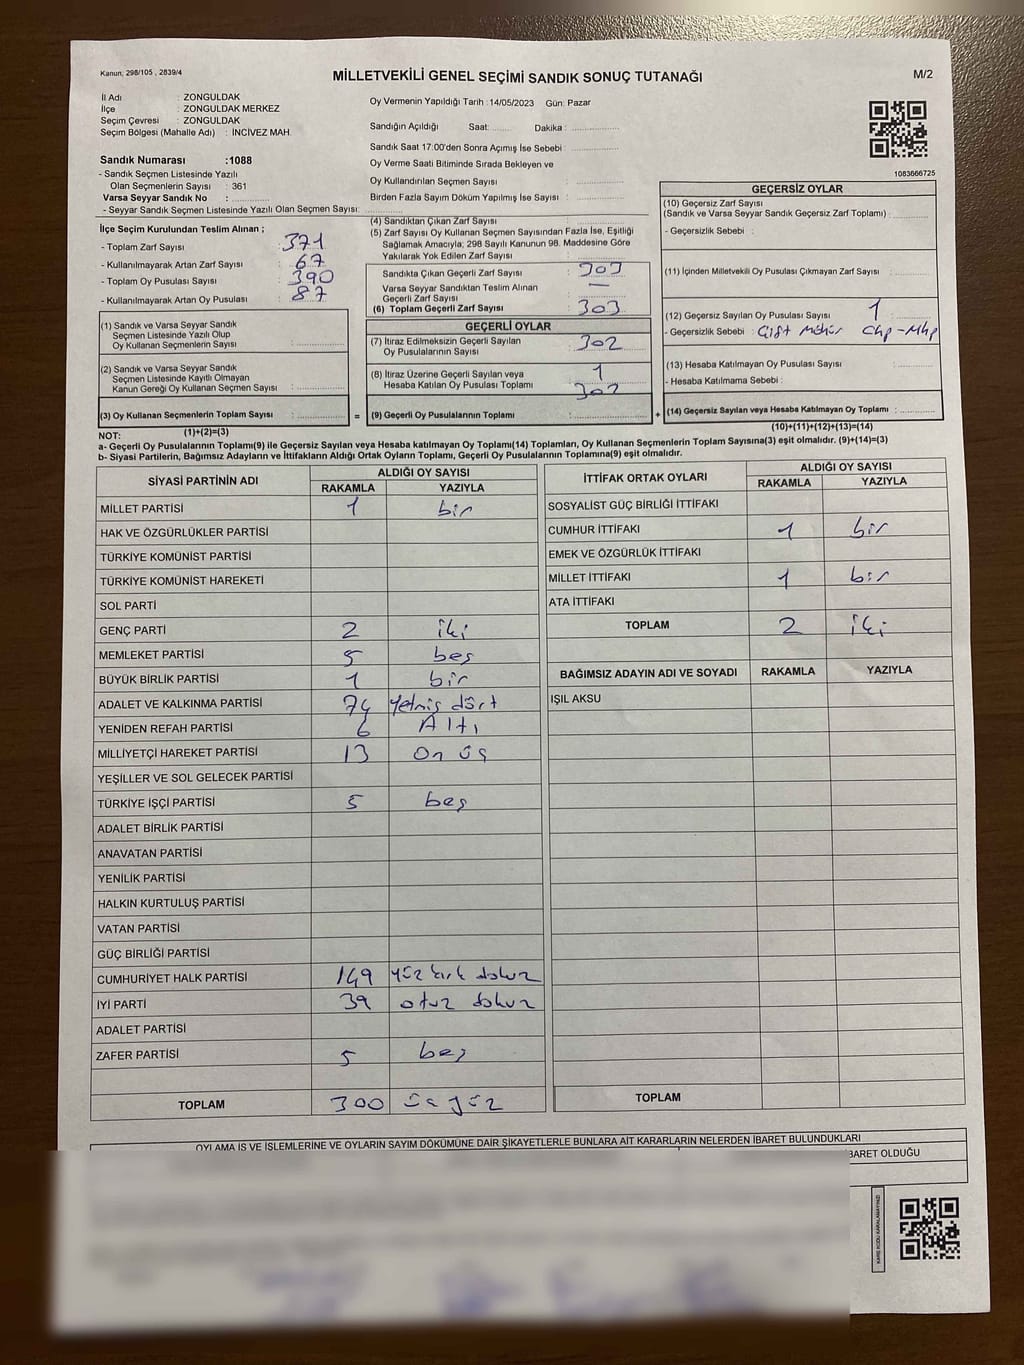 Kanun; 298/105 , 2839/4
MİLLETVEKİLİ GENEL SEÇİMİ SANDIK SONUÇ TUTANAĞI
M/2
İl Adı : ZONGULDAK
İlçe : ZONGULDAK MERKEZ
Seçim Çevresi : ZONGULDAK
Seçim Bölgesi (Mahalle Adı) : İNCİVEZ MAH.
Sandık Numarası :1088
- Sandık Seçmen Listesinde Yazılı
Olan Seçmenlerin Sayısı : 361
Varsa Seyyar Sandık No :
- Seyyar Sandık Seçmen Listesinde Yazılı Olan Seçmen Sayısı:
Oy Vermenin Yapıldığı Tarih : 14/05/2023 Gün: Pazar
Sandığın Açıldığı Saat: Dakika :
Sandık Saat 17:00'den Sonra Açımış İse Sebebi :
Oy Verme Saati Bitiminde Sırada Bekleyen ve
Oy Kullandırılan Seçmen Sayısı :
Birden Fazla Sayım Döküm Yapılmış İse Sayısı :
1083666725
İlçe Seçim Kurulundan Teslim Alınan ;
- Toplam Zarf Sayısı : 371
- Kullanılmayarak Artan Zarf Sayısı : 67
- Toplam Oy Pusulası Sayısı : 390
- Kullanılmayarak Artan Oy Pusulası : 87
(1) Sandık ve Varsa Seyyar Sandık
Seçmen Listesinde Yazılı Olup
Oy Kullanan Seçmenlerin Sayısı :
(2) Sandık ve Varsa Seyyar Sandık
Seçmen Listesinde Kayıtlı Olmayan
Kanun Gereği Oy Kullanan Seçmen Sayısı :
(3) Oy Kullanan Seçmenlerin Toplam Sayısı : =
(1)+(2)=(3)
(4) Sandıktan Çıkan Zarf Sayısı :
(5) Zarf Sayısı Oy Kullanan Seçmen Sayısından Fazla İse, Eşitliği
Sağlamak Amacıyla; 298 Sayılı Kanunun 98. Maddesine Göre
Yakılarak Yok Edilen Zarf Sayısı :
Sandıkta Çıkan Geçerli Zarf Sayısı : 303
Varsa Seyyar Sandıktan Teslim Alınan
Geçerli Zarf Sayısı : —
(6) Toplam Geçerli Zarf Sayısı : 303
GEÇERLİ OYLAR
(7) İtiraz Edilmeksizin Geçerli Sayılan
Oy Pusulalarının Sayısı : 302
(8) İtiraz Üzerine Geçerli Sayılan veya
Hesaba Katılan Oy Pusulası Toplamı : 1
(9) Geçerli Oy Pusulalarının Toplamı : 302 +
GEÇERSİZ OYLAR
(10) Geçersiz Zarf Sayısı
(Sandık ve Varsa Seyyar Sandık Geçersiz Zarf Toplamı) :
- Geçersizlik Sebebi :
(11) İçinden Milletvekili Oy Pusulası Çıkmayan Zarf Sayısı :
(12) Geçersiz Sayılan Oy Pusulası Sayısı : 1
- Geçersizlik Sebebi : Çift Mühür Chp-Mhp
(13) Hesaba Katılmayan Oy Pusulası Sayısı :
- Hesaba Katılmama Sebebi :
(14) Geçersiz Sayılan veya Hesaba Katılmayan Oy Toplamı :
(10)+(11)+(12)+(13)=(14)
NOT:
a- Geçerli Oy Pusulalarının Toplamı(9) ile Geçersiz Sayılan veya Hesaba katılmayan Oy Toplamı(14) Toplamları, Oy Kullanan Seçmenlerin Toplam Sayısına(3) eşit olmalıdır. (9)+(14)=(3)
b- Siyasi Partilerin, Bağımsız Adayların ve İttifakların Aldığı Ortak Oyların Toplamı, Geçerli Oy Pusulalarının Toplamına(9) eşit olmalıdır.
SİYASİ PARTİNİN ADI
ALDIĞI OY SAYISI
RAKAMLA YAZIYLA
MİLLET PARTİSİ 1 bir
HAK VE ÖZGÜRLÜKLER PARTİSİ
TÜRKİYE KOMÜNİST PARTİSİ
TÜRKİYE KOMÜNİST HAREKETİ
SOL PARTİ
GENÇ PARTİ 2 iki
MEMLEKET PARTİSİ 5 beş
BÜYÜK BİRLİK PARTİSİ 1 bir
ADALET VE KALKINMA PARTİSİ 74 Yetmiş dört
YENİDEN REFAH PARTİSİ 6 Altı
MİLLİYETÇİ HAREKET PARTİSİ 13 On üç
YEŞİLLER VE SOL GELECEK PARTİSİ
TÜRKİYE İŞÇİ PARTİSİ 5 beş
ADALET BİRLİK PARTİSİ
ANAVATAN PARTİSİ
YENİLİK PARTİSİ
HALKIN KURTULUŞ PARTİSİ
VATAN PARTİSİ
GÜÇ BİRLİĞİ PARTİSİ
CUMHURİYET HALK PARTİSİ 149 yüz kırk dokuz
İYİ PARTİ 39 otuz dokuz
ADALET PARTİSİ
ZAFER PARTİSİ 5 beş
TOPLAM 300 üç yüz
İTTİFAK ORTAK OYLARI
ALDIĞI OY SAYISI
RAKAMLA YAZIYLA
SOSYALİST GÜÇ BİRLİĞİ İTTİFAKI
CUMHUR İTTİFAKI 1 bir
EMEK VE ÖZGÜRLÜK İTTİFAKI
MİLLET İTTİFAKI 1 bir
ATA İTTİFAKI
TOPLAM 2 iki
BAĞIMSIZ ADAYIN ADI VE SOYADI RAKAMLA YAZIYLA
IŞIL AKSU
TOPLAM
OYLAMA İŞ VE İŞLEMLERİNE VE OYLARIN SAYIM DÖKÜMÜNE DAİR ŞİKAYETLERLE BUNLARA AİT KARARLARIN NELERDEN İBARET BULUNDUKLARI
BARET OLDUĞU
KARE KODU KARALAMAYINIZ